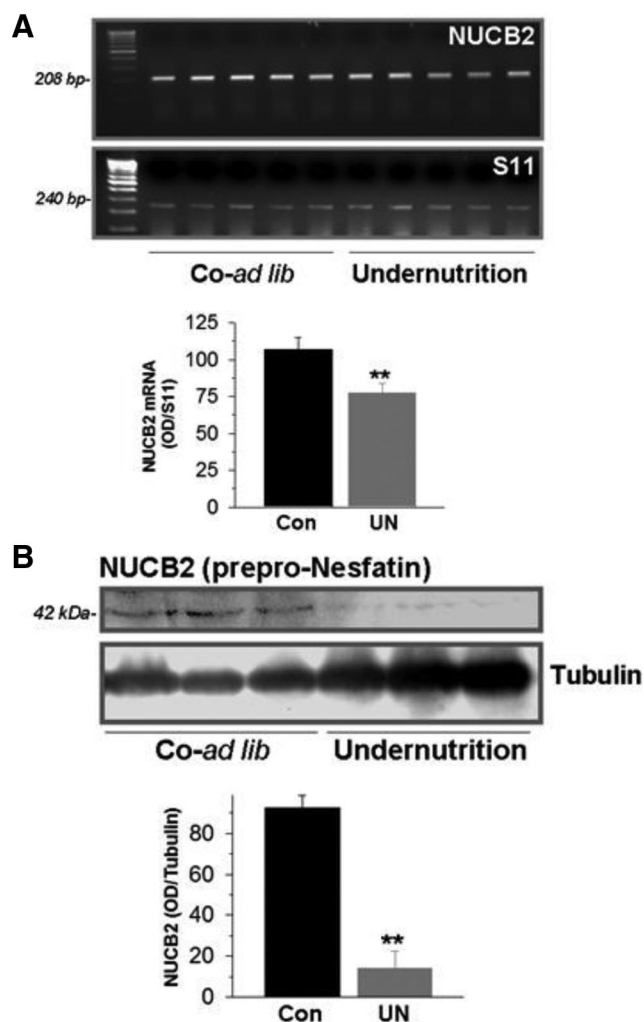 A
NUCB2
208 bp-
S11
240 bp-
Co-ad lib Undernutrition
NUCB2 mRNA
(OD/S11)
125
100
75
50
25
0
**
Con UN
B
NUCB2 (prepro-Nesfatin)
42 kDa-
Tubulin
Co-ad lib Undernutrition
NUCB2 (OD/Tubulin)
80
60
40
20
0
**
Con UN